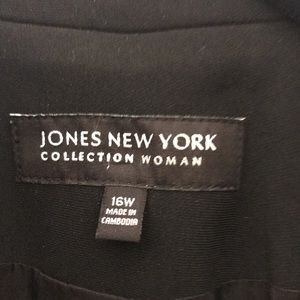 JONES NEW YORK
COLLECTION WOMAN
16W
MADE IN
CAMBODIA